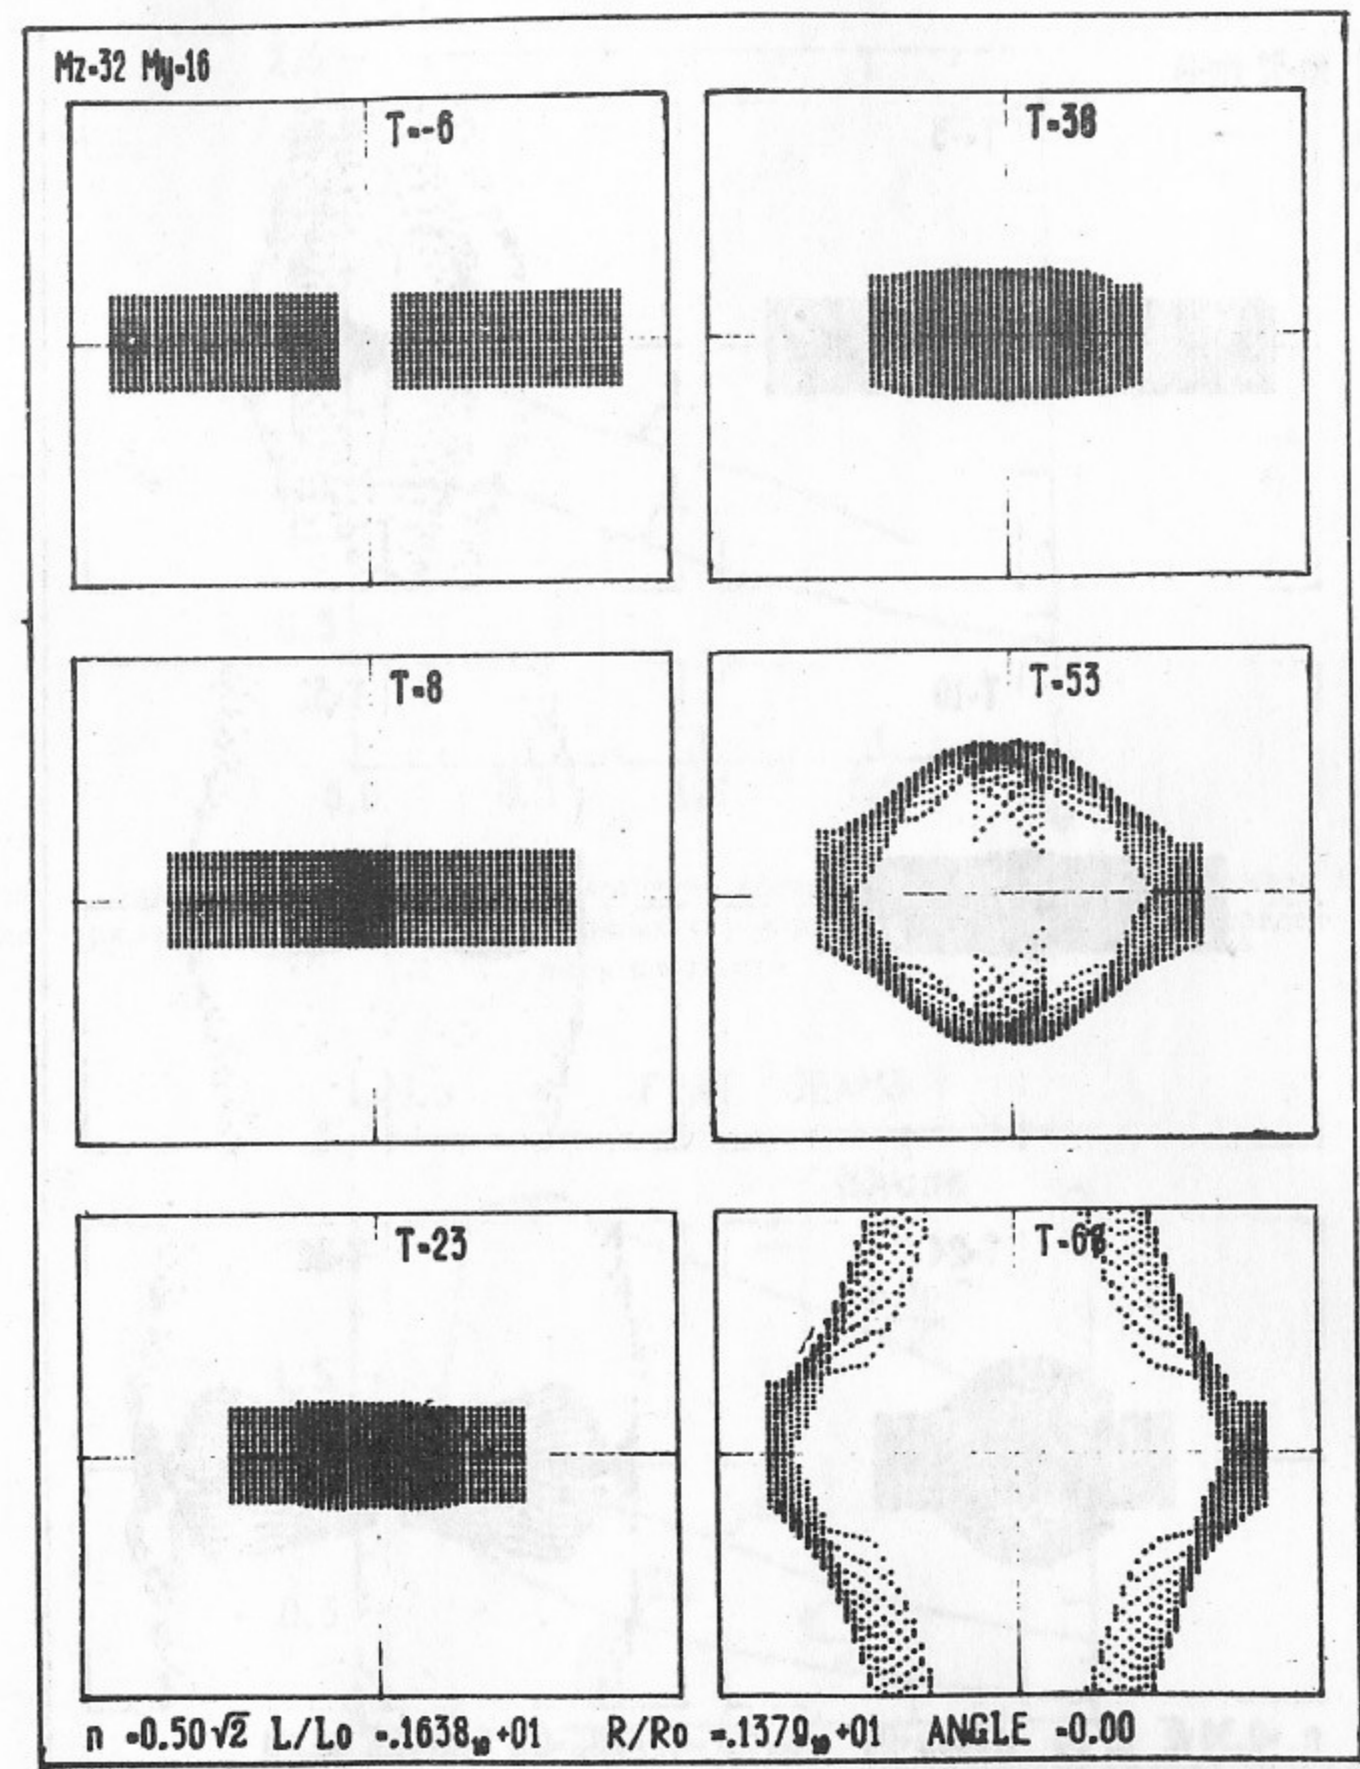 Mz=32 My=16
T=-6
T=38
T=8
T=53
T=23
T=68
n =0.50√2 L/Lo =.1638₁₀+01 R/Ro =.1379₁₀+01 ANGLE =0.00